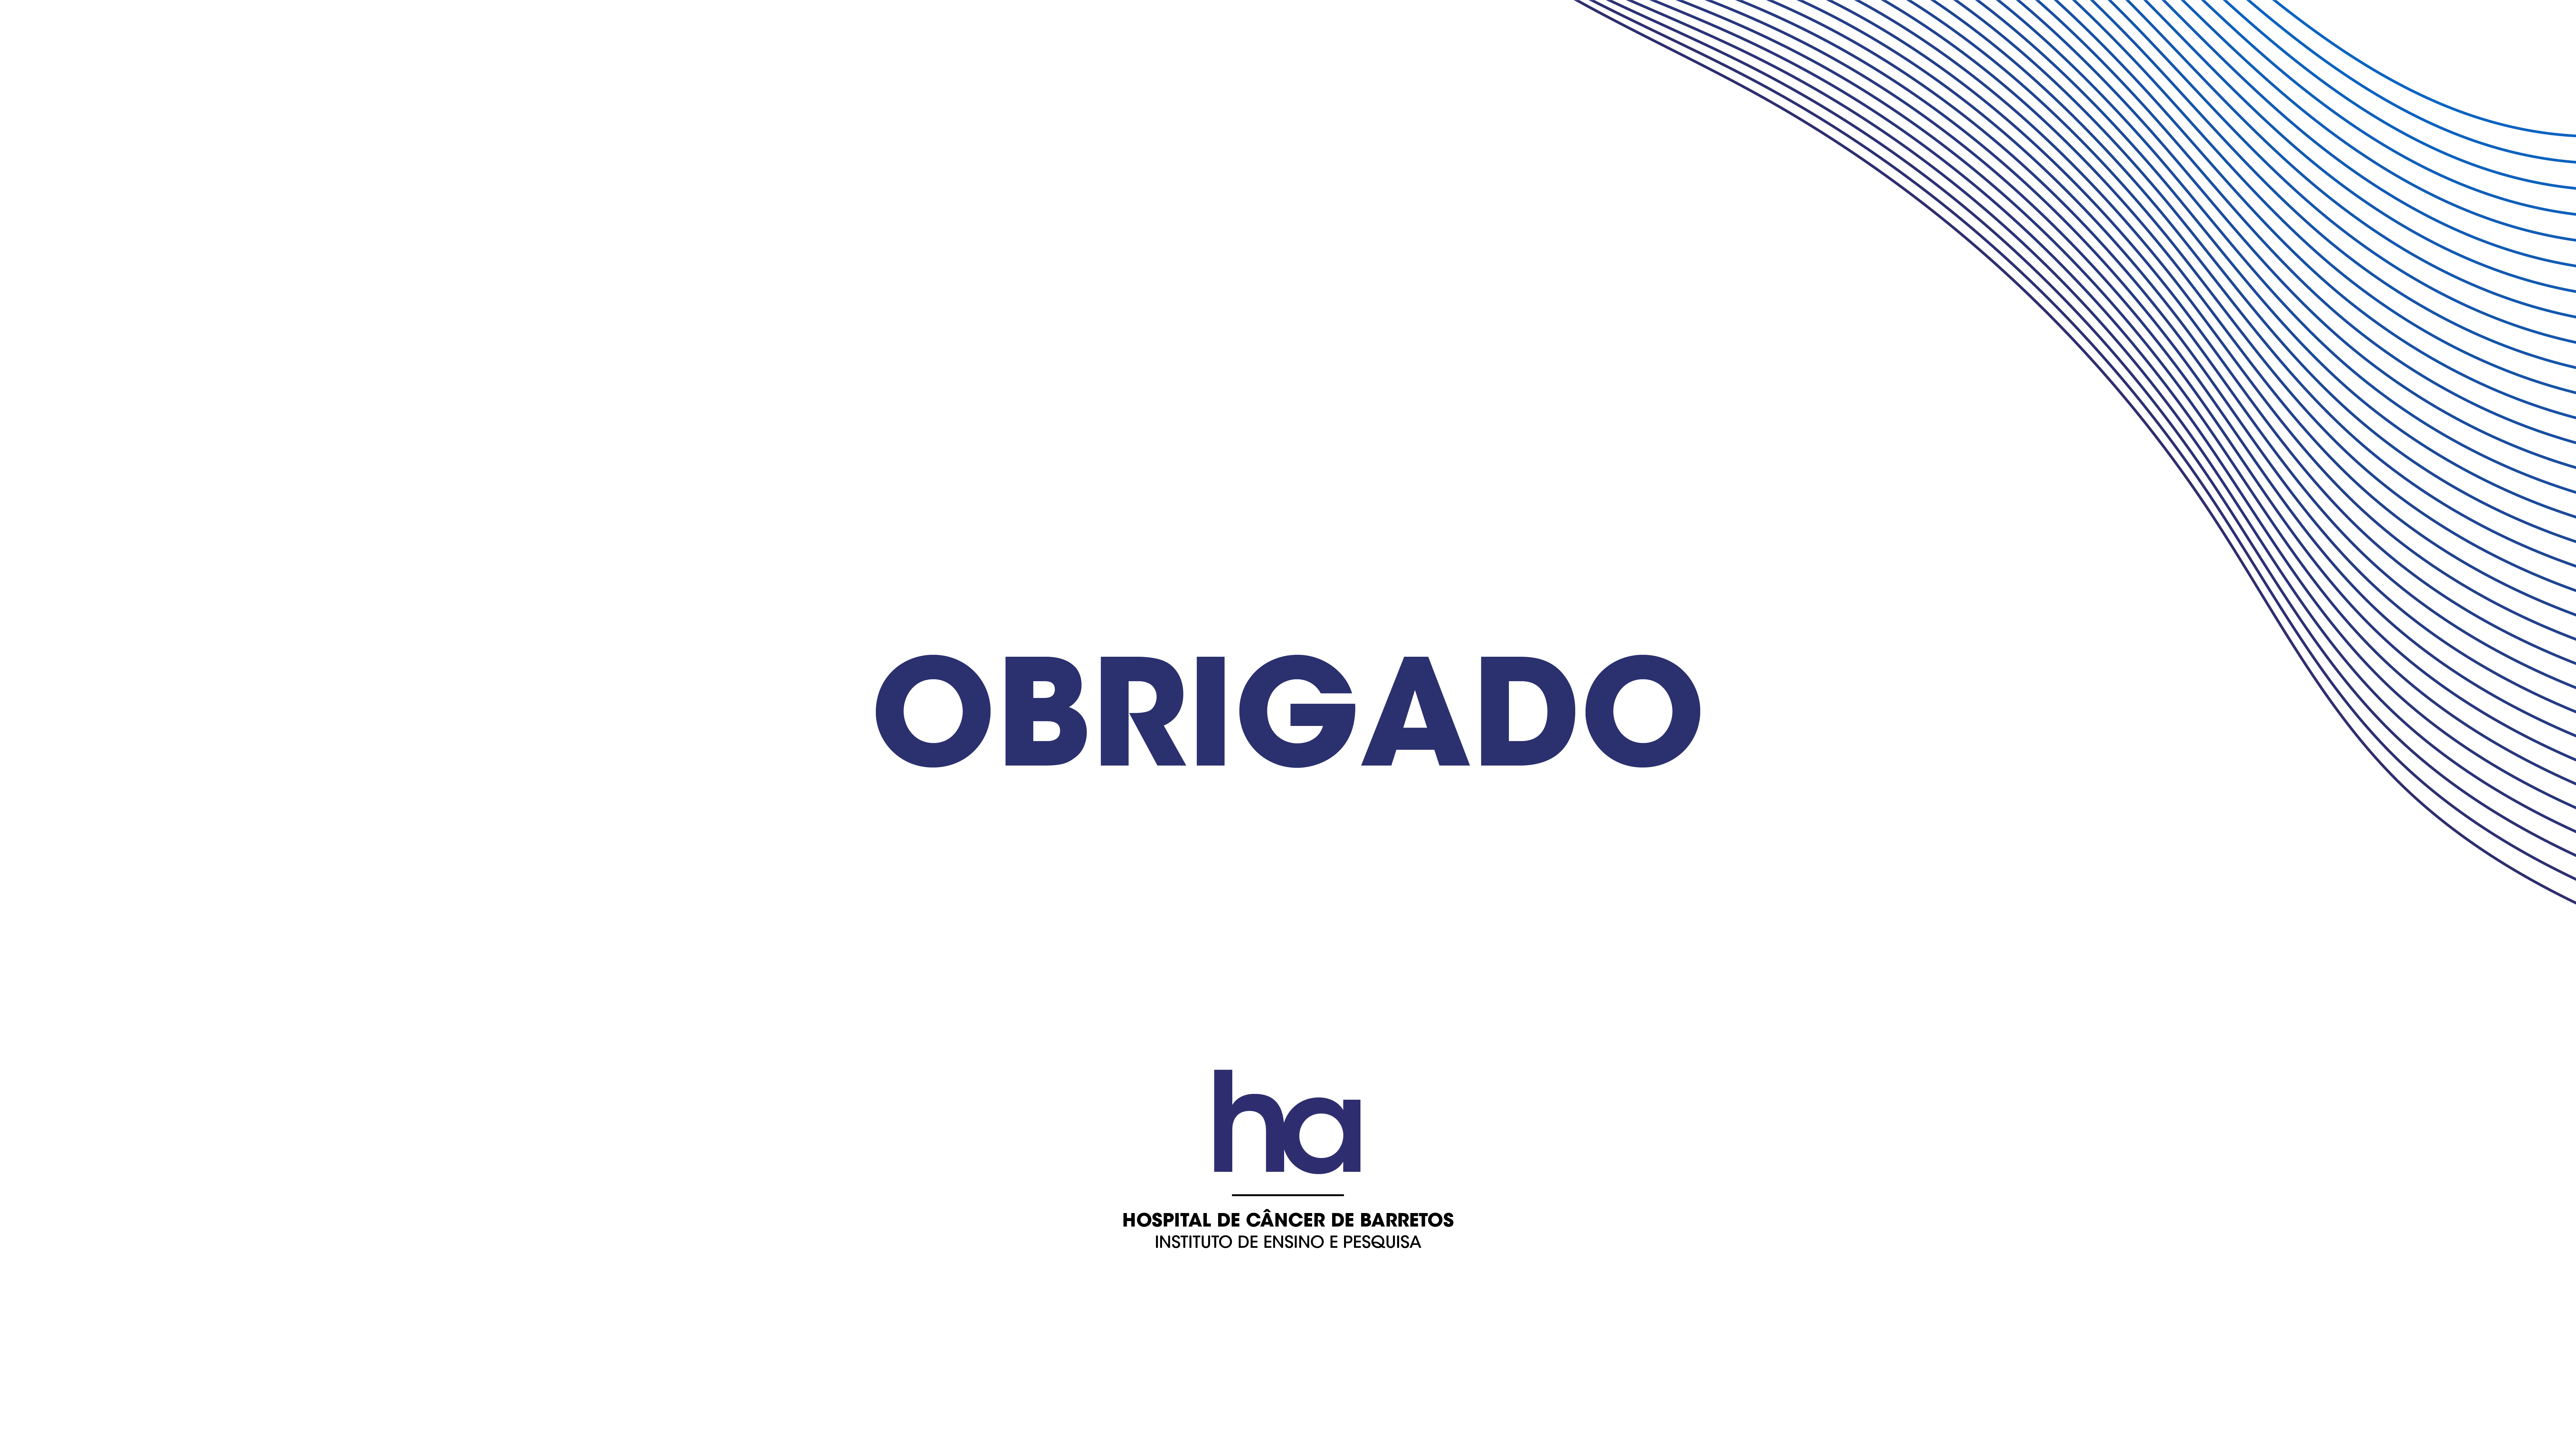 OBRIGADO
ha
HOSPITAL DE CÂNCER DE BARRETOS
INSTITUTO DE ENSINO E PESQUISA